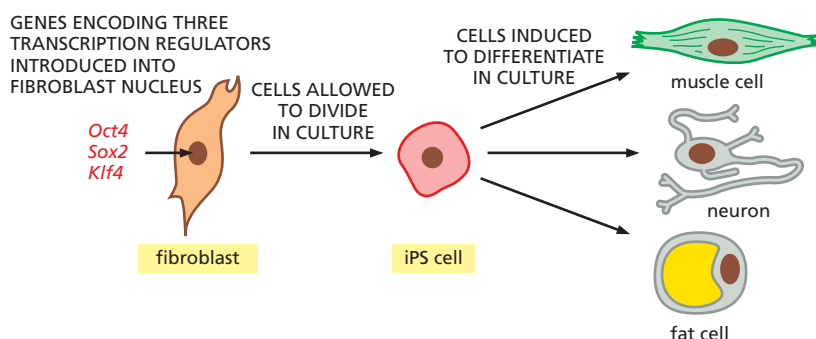 GENES ENCODING THREE
TRANSCRIPTION REGULATORS
INTRODUCED INTO
FIBROBLAST NUCLEUS
Oct4
Sox2
Klf4
CELLS ALLOWED
TO DIVIDE
IN CULTURE
CELLS INDUCED
TO DIFFERENTIATE
IN CULTURE
fibroblast
iPS cell
muscle cell
neuron
fat cell